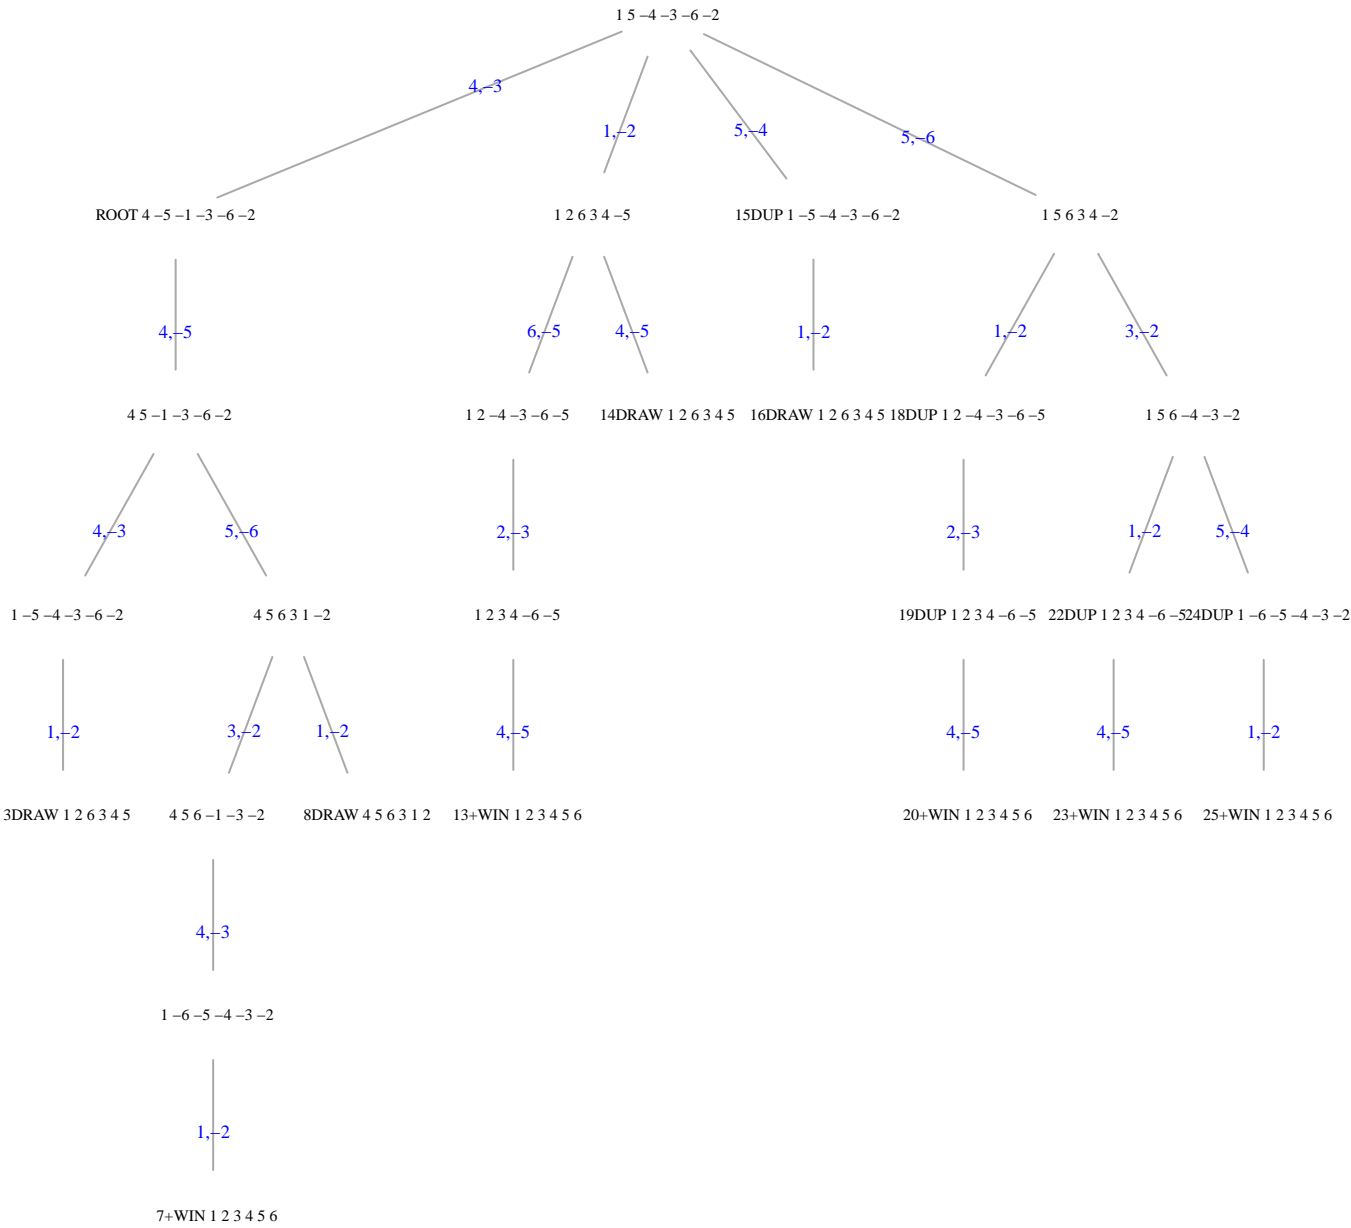 1 5 –4 –3 –6 –2
4,–3
1,–2
5,–4
5,–6
ROOT 4 –5 –1 –3 –6 –2
1 2 6 3 4 –5
15DUP 1 –5 –4 –3 –6 –2
1 5 6 3 4 –2
4,–5
6,–5
4,–5
1,–2
1,–2
3,–2
4 5 –1 –3 –6 –2
1 2 –4 –3 –6 –5
14DRAW 1 2 6 3 4 5
16DRAW 1 2 6 3 4 5
18DUP 1 2 –4 –3 –6 –5
1 5 6 –4 –3 –2
4,–3
5,–6
2,–3
2,–3
1,–2
5,–4
1 –5 –4 –3 –6 –2
4 5 6 3 1 –2
1 2 3 4 –6 –5
19DUP 1 2 3 4 –6 –5
22DUP 1 2 3 4 –6 –5
24DUP 1 –6 –5 –4 –3 –2
1,–2
3,–2
1,–2
4,–5
4,–5
4,–5
1,–2
3DRAW 1 2 6 3 4 5
4 5 6 –1 –3 –2
8DRAW 4 5 6 3 1 2
13+WIN 1 2 3 4 5 6
20+WIN 1 2 3 4 5 6
23+WIN 1 2 3 4 5 6
25+WIN 1 2 3 4 5 6
4,–3
1 –6 –5 –4 –3 –2
1,–2
7+WIN 1 2 3 4 5 6